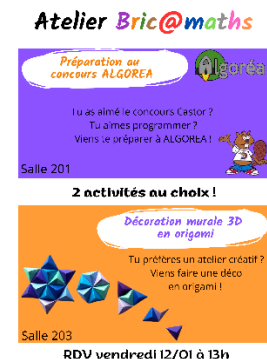 Atelier Bric@maths
Préparation au
concours ALGOREA
Algoréa
Tu as aimé le concours Castor ?
Tu aimes programmer ?
Viens te préparer à ALGOREA !
Salle 201
2 activités au choix !
Décoration murale 3D
en origami
Tu préfères un atelier créatif ?
Viens faire une déco
en origami !
Salle 203
RDV vendredi 12/01 à 13h